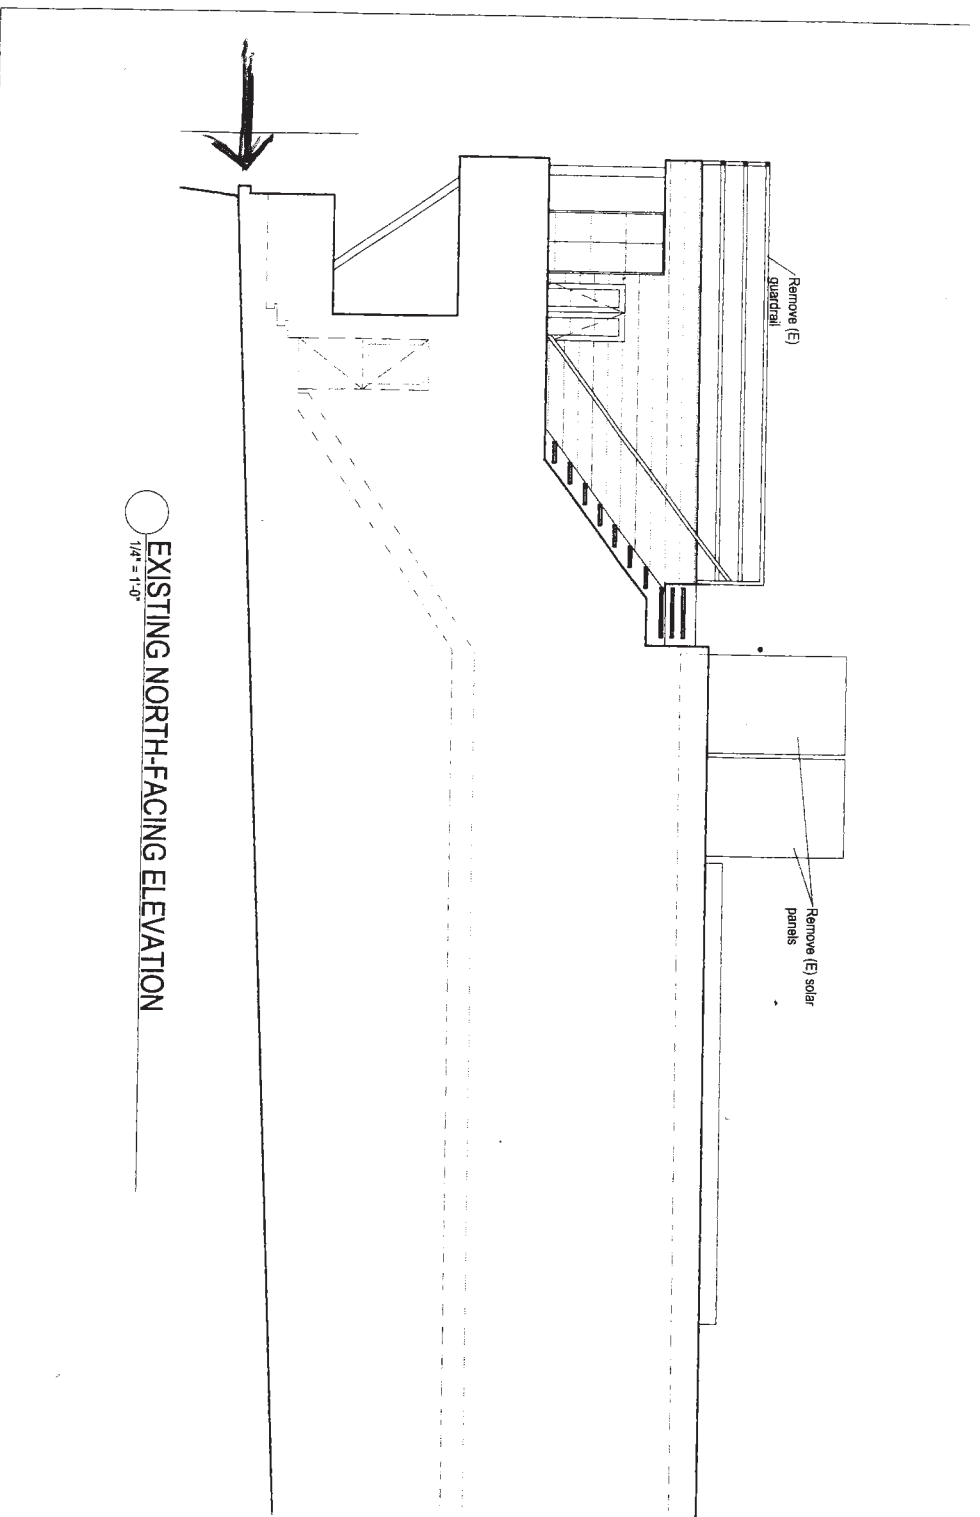 Remove (E)
guardrail
Remove (E) solar
panels
EXISTING NORTH-FACING ELEVATION
1/4" = 1'-0"